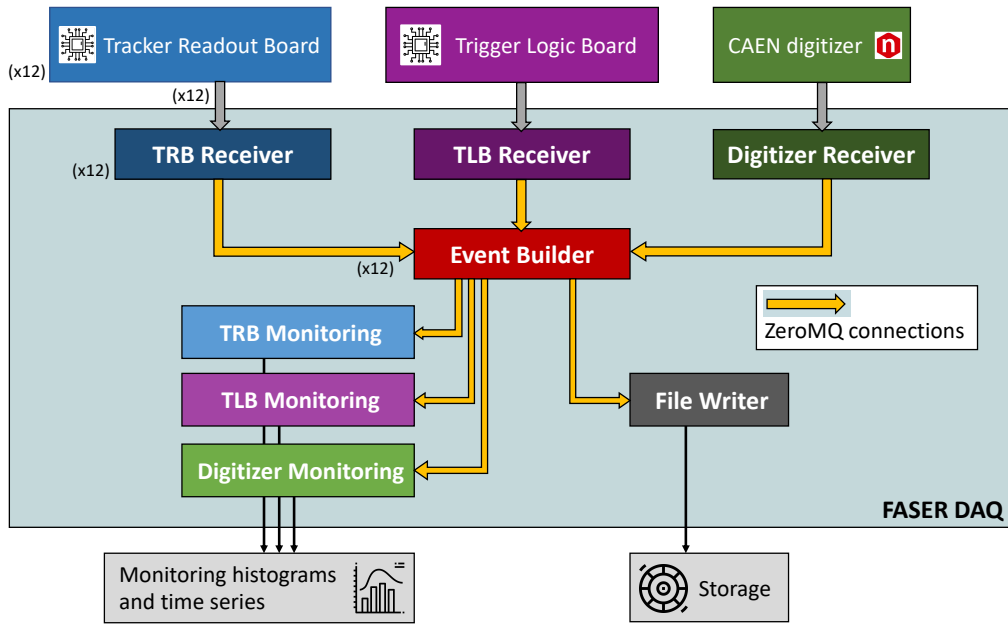 Tracker Readout Board
Trigger Logic Board
CAEN digitizer
n
(x12)
(x12)
TRB Receiver
TLB Receiver
Digitizer Receiver
(x12)
Event Builder
(x12)
TRB Monitoring
ZeroMQ connections
TLB Monitoring
File Writer
Digitizer Monitoring
FASER DAQ
Monitoring histograms
and time series
Storage